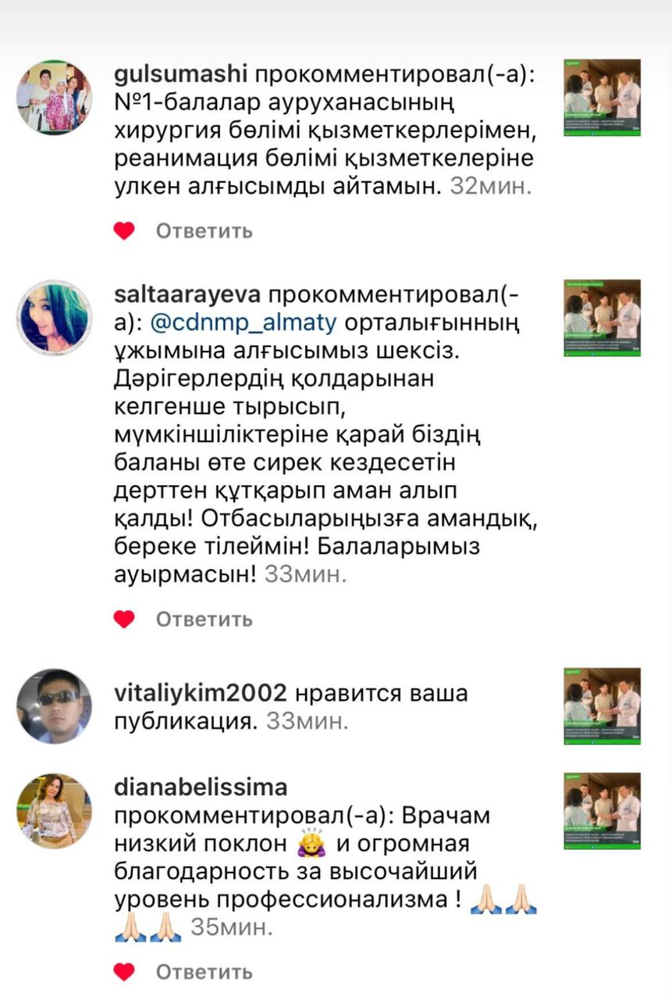 gulsumashi прокомментировал(-а):
№1-балалар ауруханасының
хирургия бөлімі қызметкерлерімен,
реанимация бөлімі қызметкелеріне
улкен алғысымды айтамын. 32мин.
Ответить
saltaarayeva прокомментировал(-
а): @cdnmp_almaty орталығынның
ұжымына алғысымыз шексіз.
Дәрігерлердің қолдарынан
келгенше тырысып,
мүмкіншіліктеріне қарай біздің
баланы өте сирек кездесетін
дерттен құтқарып аман алып
қалды! Отбасыларыңызға амандық,
береке тілеймін! Балаларымыз
ауырмасын! 33мин.
Ответить
vitaliykim2002 нравится ваша
публикация. 33мин.
dianabelissima
прокомментировал(-а): Врачам
низкий поклон 🙇‍♀️ и огромная
благодарность за высочайший
уровень профессионализма ! 🙏🏻🙏🏻
🙏🏻🙏🏻 35мин.
Ответить